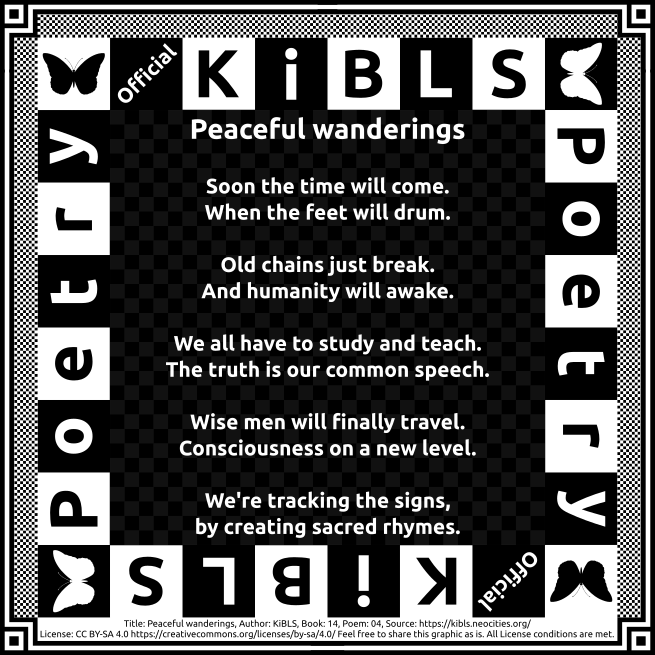 Official KiBLS
Poetry
Poetry
Peaceful wanderings
Soon the time will come.
When the feet will drum.
Old chains just break.
And humanity will awake.
We all have to study and teach.
The truth is our common speech.
Wise men will finally travel.
Consciousness on a new level.
We're tracking the signs,
by creating sacred rhymes.
Official KiBLS
Title: Peaceful wanderings, Author: KiBLS, Book: 14, Poem: 04, Source: https://kibls.neocities.org/
License: CC BY-SA 4.0 https://creativecommons.org/licenses/by-sa/4.0/ Feel free to share this graphic as is. All License conditions are met.